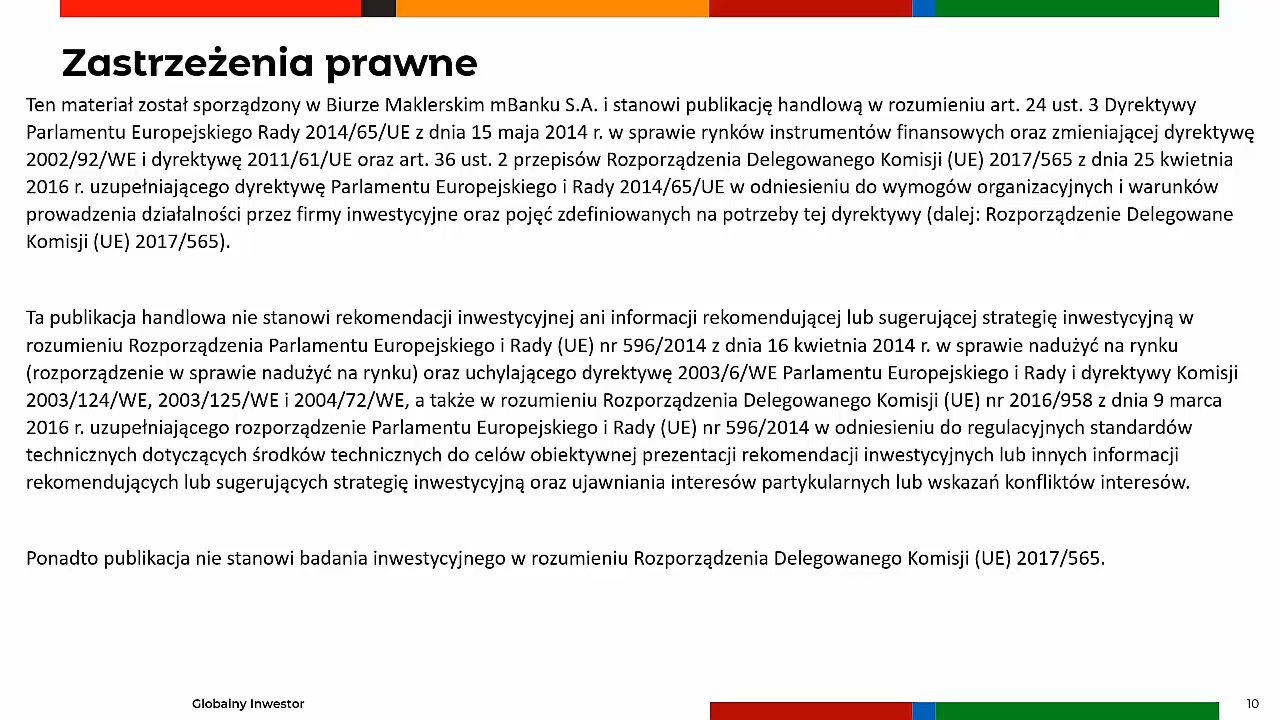 Zastrzeżenia prawne
Ten materiał został sporządzony w Biurze Maklerskim mBanku S.A. i stanowi publikację handlową w rozumieniu art. 24 ust. 3 Dyrektywy
Parlamentu Europejskiego Rady 2014/65/UE z dnia 15 maja 2014 r. w sprawie rynków instrumentów finansowych oraz zmieniającej dyrektywę
2002/92/WE i dyrektywę 2011/61/UE oraz art. 36 ust. 2 przepisów Rozporządzenia Delegowanego Komisji (UE) 2017/565 z dnia 25 kwietnia
2016 r. uzupełniającego dyrektywę Parlamentu Europejskiego i Rady 2014/65/UE w odniesieniu do wymogów organizacyjnych i warunków
prowadzenia działalności przez firmy inwestycyjne oraz pojęć zdefiniowanych na potrzeby tej dyrektywy (dalej: Rozporządzenie Delegowane
Komisji (UE) 2017/565).
Ta publikacja handlowa nie stanowi rekomendacji inwestycyjnej ani informacji rekomendującej lub sugerującej strategię inwestycyjną w
rozumieniu Rozporządzenia Parlamentu Europejskiego i Rady (UE) nr 596/2014 z dnia 16 kwietnia 2014 r. w sprawie nadużyć na rynku
(rozporządzenie w sprawie nadużyć na rynku) oraz uchylającego dyrektywę 2003/6/WE Parlamentu Europejskiego i Rady i dyrektywy Komisji
2003/124/WE, 2003/125/WE i 2004/72/WE, a także w rozumieniu Rozporządzenia Delegowanego Komisji (UE) nr 2016/958 z dnia 9 marca
2016 r. uzupełniającego rozporządzenie Parlamentu Europejskiego i Rady (UE) nr 596/2014 w odniesieniu do regulacyjnych standardów
technicznych dotyczących środków technicznych do celów obiektywnej prezentacji rekomendacji inwestycyjnych lub innych informacji
rekomendujących lub sugerujących strategię inwestycyjną oraz ujawniania interesów partykularnych lub wskazań konfliktów interesów.
Ponadto publikacja nie stanowi badania inwestycyjnego w rozumieniu Rozporządzenia Delegowanego Komisji (UE) 2017/565.
Globalny Inwestor
10